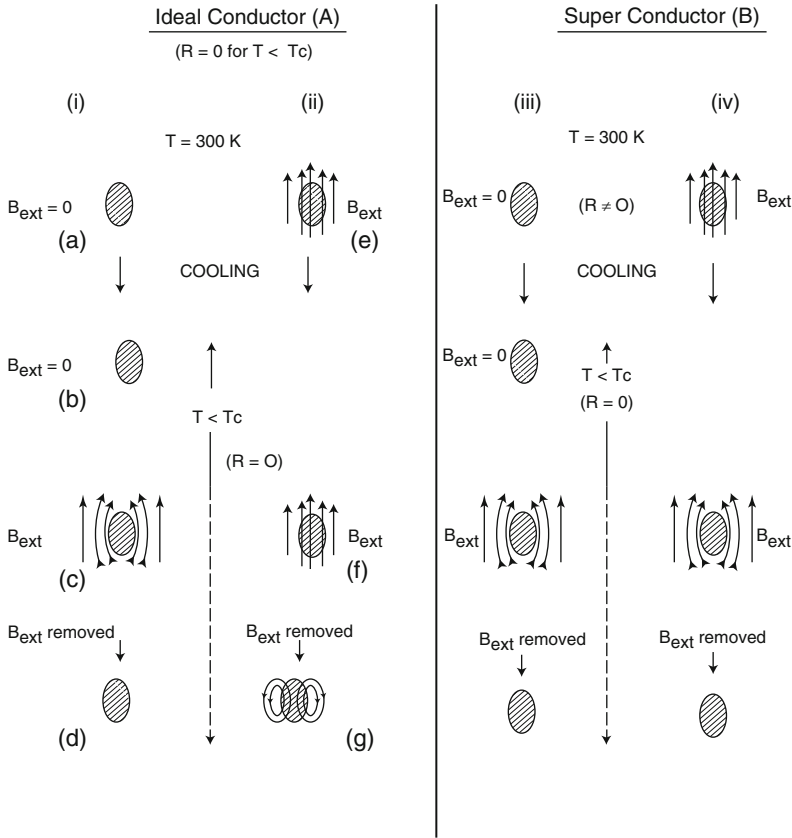 Ideal Conductor (A)
(R = 0 for T < Tc)
(i)
(ii)
T = 300 K
B_ext = 0
(a)
B_ext
(e)
COOLING
B_ext = 0
(b)
T < Tc
(R = O)
B_ext
(c)
B_ext
(f)
B_ext removed
B_ext removed
(d)
(g)
Super Conductor (B)
(iii)
(iv)
T = 300 K
B_ext = 0
(R ≠ O)
B_ext
COOLING
B_ext = 0
T < Tc
(R = 0)
B_ext
B_ext
B_ext removed
B_ext removed